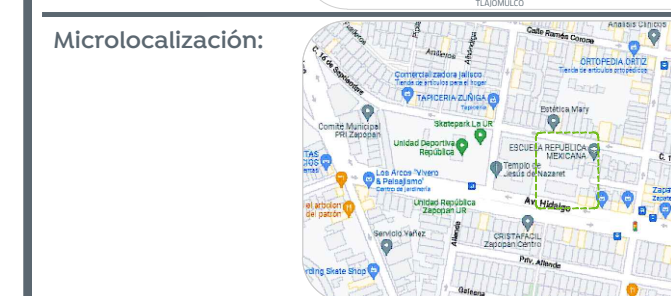 TLAJOMULCO
Microlocalización:
Análisis Clínicos
Calle Ramón Corona
Artilleros
C. 16 de Septiembre
ORTOPEDIA ORTIZ
Tienda de artículos ortopédicos
Comercializadora jalisco
Tienda de artículos para el hogar
TAPICERIA ZUÑIGA
Tapicería
Estética Mary
Skatepark La UR
Comité Municipal
PRI Zapopan
Unidad Deportiva
República
ESCUELA REPÚBLICA
MEXICANA
Templo de
Jesús de Nazaret
Los Arcos "Vivero
& Paisajismo"
Centro de jardinería
Av. Hidalgo
Unidad República
Zapopan UR
el arbolon
del patrón
Servicio Yañez
Allende
CRISTAFACIL
Zapopan Centro
Priv. Allende
Skate Shop
Galeana